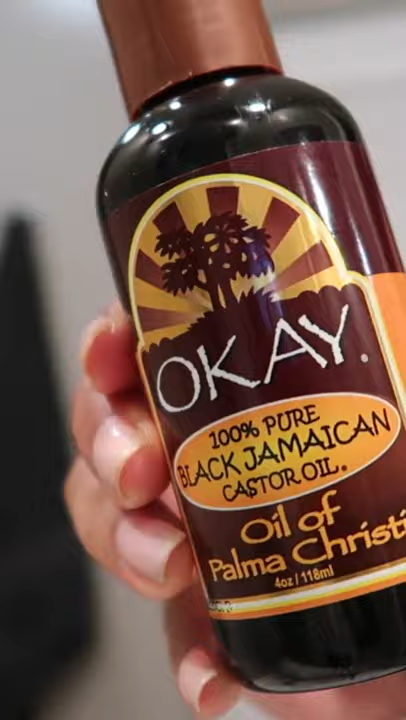 OKAY.
100% PURE
BLACK JAMAICAN
CASTOR OIL.
Oil of
Palma Christi
4oz / 118ml